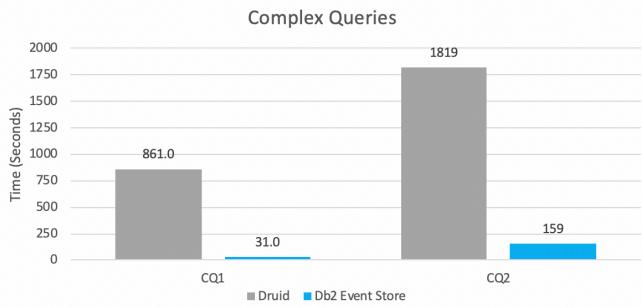 Complex Queries
Time (Seconds)
2000
1750
1500
1250
1000
750
500
250
0
861.0
31.0
1819
159
CQ1
CQ2
Druid
Db2 Event Store